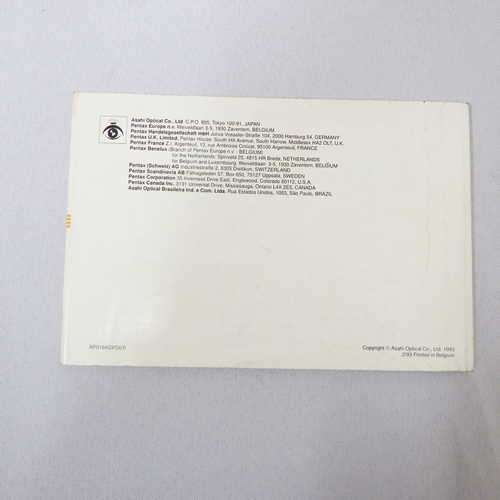 Asahi Optical Co., Ltd. C.P.O. 895, Tokyo 100-91, JAPAN
Pentax Europe n.v. Weiveldlaan 3-5, 1930 Zaventem, BELGIUM
Pentax Handelsgesellschaft mbH Julius Vosseler Straße 104, 2000 Hamburg 54, GERMANY
Pentax U.K. Limited, Pentax House, South Hill Avenue, South Harrow, Middlesex HA2 OLT, U.K.
Pentax France Z.I. Argenteuil, 12, rue Ambroise Croizat, 95100 Argenteuil, FRANCE
Pentax Benelux (Branch of Pentax Europe n.v. - BELGIUM)
for the Netherlands: Spinveld 25, 4815 HR Breda, NETHERLANDS
for Belgium and Luxembourg: Weiveldlaan 3-5, 1930 Zaventem, BELGIUM
Pentax (Schweiz) AG Industriestrasse 2, 8305 Dietlikon, SWITZERLAND
Pentax Scandinavia AB 75127 Uppsala, SWEDEN
Pentax Corporation 35 Inverness Drive East, Englewood, Colorado 80112, U.S.A.
Pentax Canada Inc. 3131 Universal Drive, Mississauga, Ontario L4X 2E5, CANADA
Asahi Optical Brasileira Ind. e Com. Ltda. Rua Estados Unidos, 1053, São Paulo, BRAZIL
Copyright © Asahi Optical Co., Ltd. 1993
Printed in Belgium